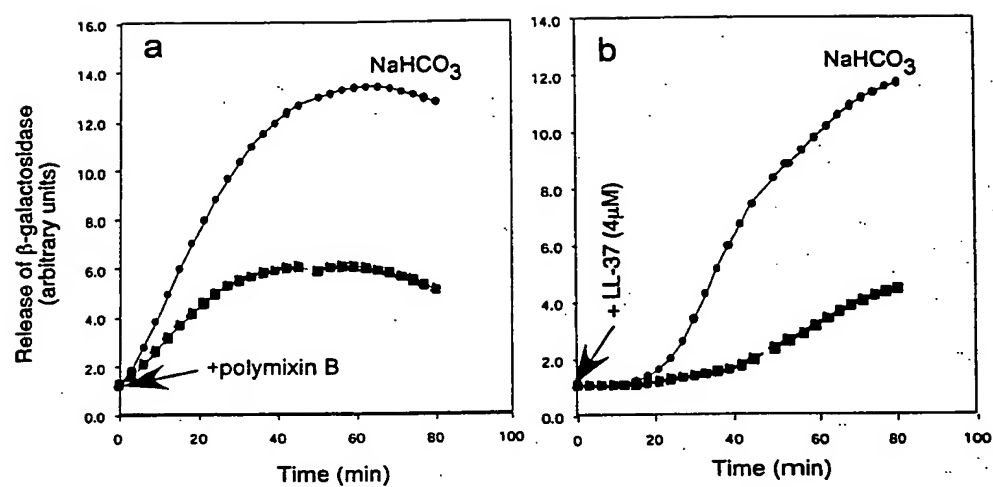 a
NaHCO3
Release of β-galactosidase
(arbitrary units)
16.0
14.0
12.0
10.0
8.0
6.0
4.0
2.0
0.0
+polymixin B
0 20 40 60 80 100
Time (min)
b
NaHCO3
14.0
12.0
10.0
8.0
6.0
4.0
2.0
0.0
+ LL-37 (4µM)
0 20 40 60 80 100
Time (min)